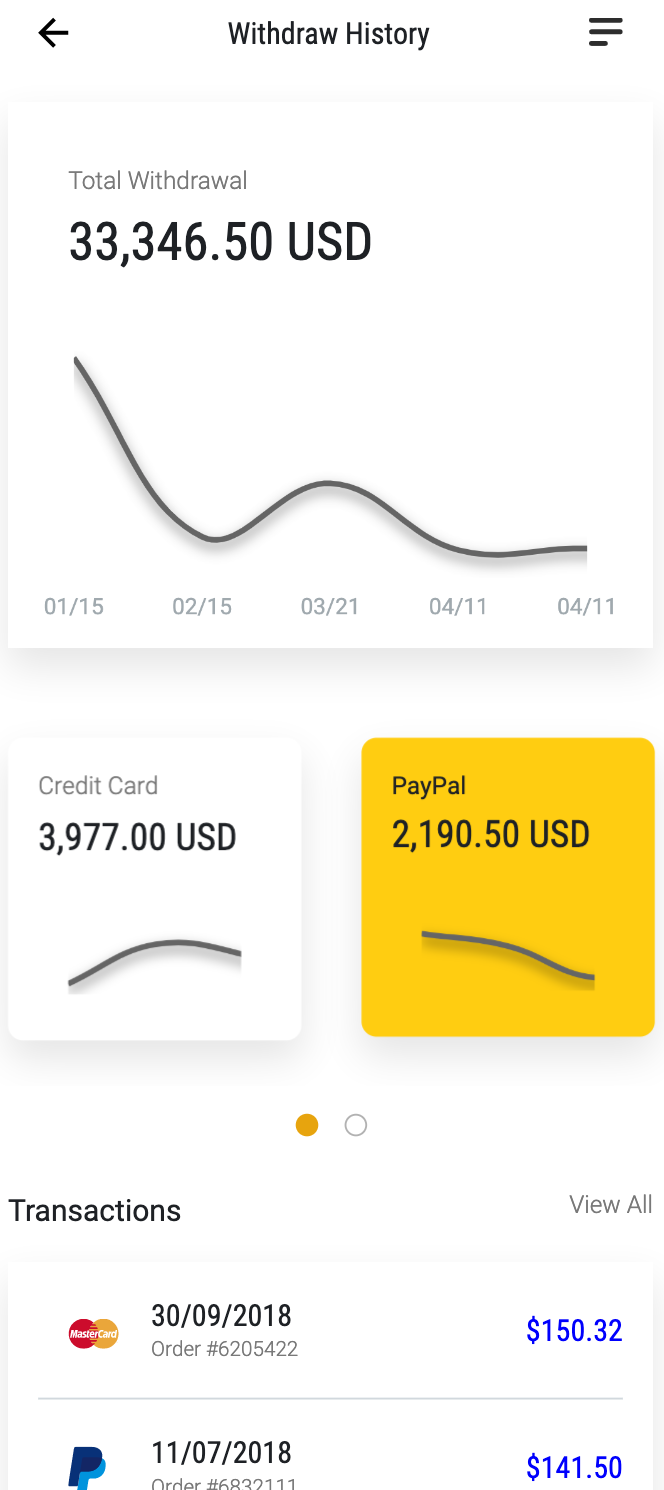 Withdraw History
Total Withdrawal
33,346.50 USD
01/15 02/15 03/21 04/11 04/11
Credit Card
3,977.00 USD
PayPal
2,190.50 USD
Transactions
View All
MasterCard
30/09/2018
Order #6205422
$150.32
11/07/2018
Order #6832111
$141.50